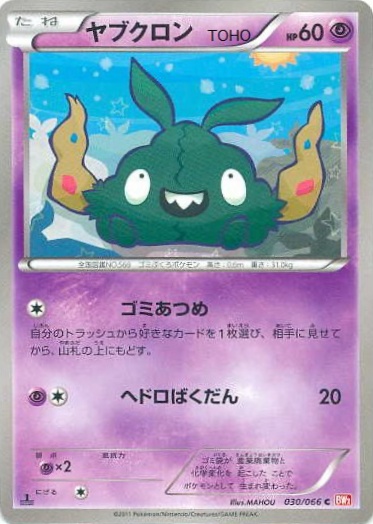 たね
ヤブクロン TOHO HP60
全国図鑑NO.568 ゴミぶくろポケモン 高さ:0.6m 重さ:31.0kg
ゴミあつめ
自分のトラッシュから好きなカードを1枚選び、相手に見せて
から、山札の上にもどす。
ヘドロばくだん 20
弱点 抵抗力
×2
にげる
ゴミ袋が産業廃棄物と
化学変化を起こしたことで
ポケモンとして生まれ変わった。
1 Illus.MAHOU 030/066 C BW2
©2011 Pokémon/Nintendo/Creatures/GAME FREAK.